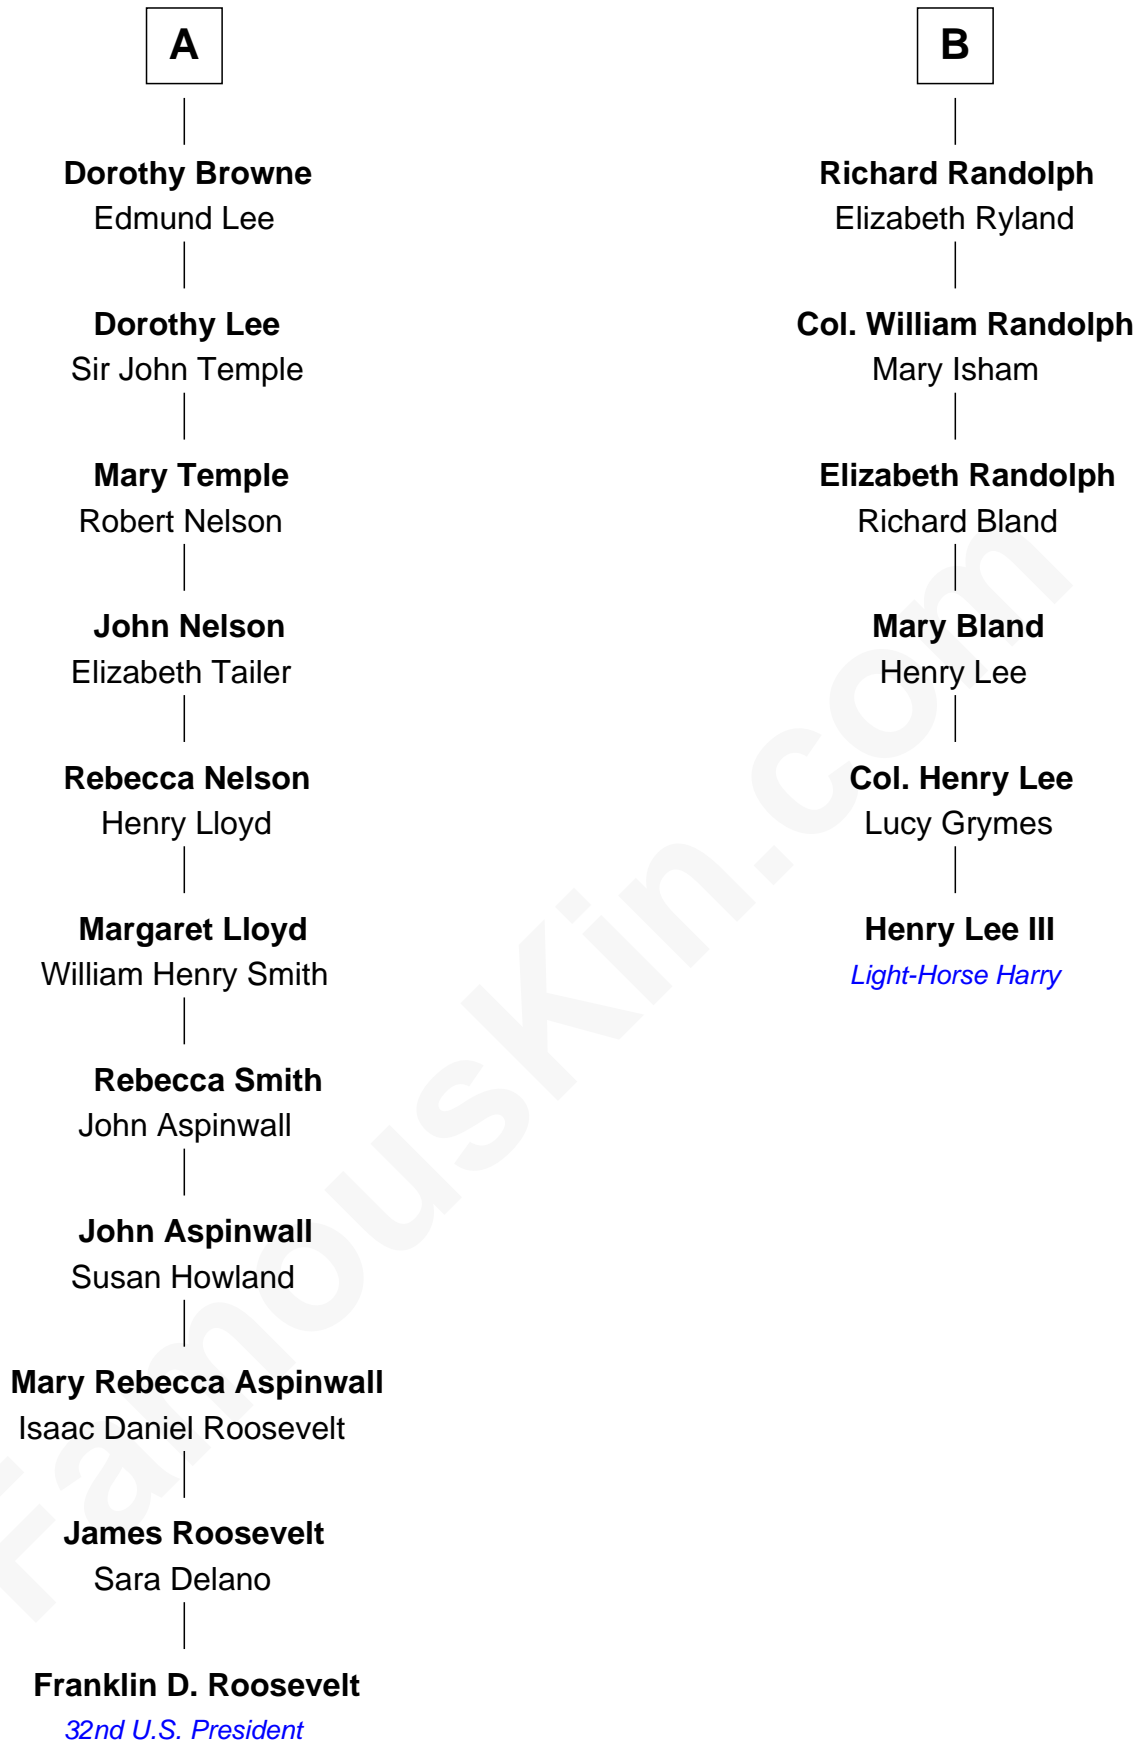 A
Dorothy Browne
Edmund Lee
Dorothy Lee
Sir John Temple
Mary Temple
Robert Nelson
John Nelson
Elizabeth Tailer
Rebecca Nelson
Henry Lloyd
Margaret Lloyd
William Henry Smith
Rebecca Smith
John Aspinwall
John Aspinwall
Susan Howland
Mary Rebecca Aspinwall
Isaac Daniel Roosevelt
James Roosevelt
Sara Delano
Franklin D. Roosevelt
32nd U.S. President
B
Richard Randolph
Elizabeth Ryland
Col. William Randolph
Mary Isham
Elizabeth Randolph
Richard Bland
Mary Bland
Henry Lee
Col. Henry Lee
Lucy Grymes
Henry Lee III
Light-Horse Harry
FamousKin.com